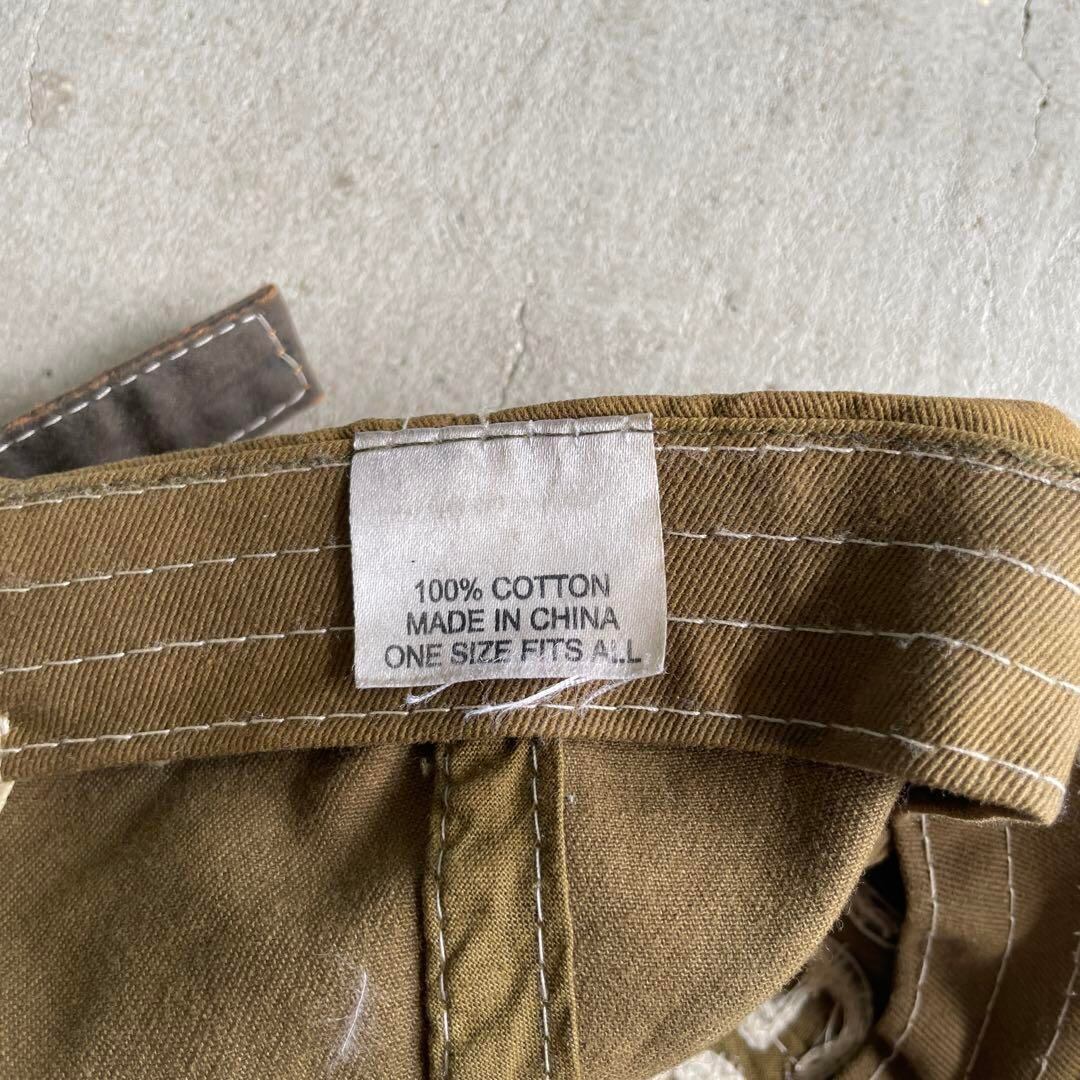 100% COTTON
MADE IN CHINA
ONE SIZE FITS ALL